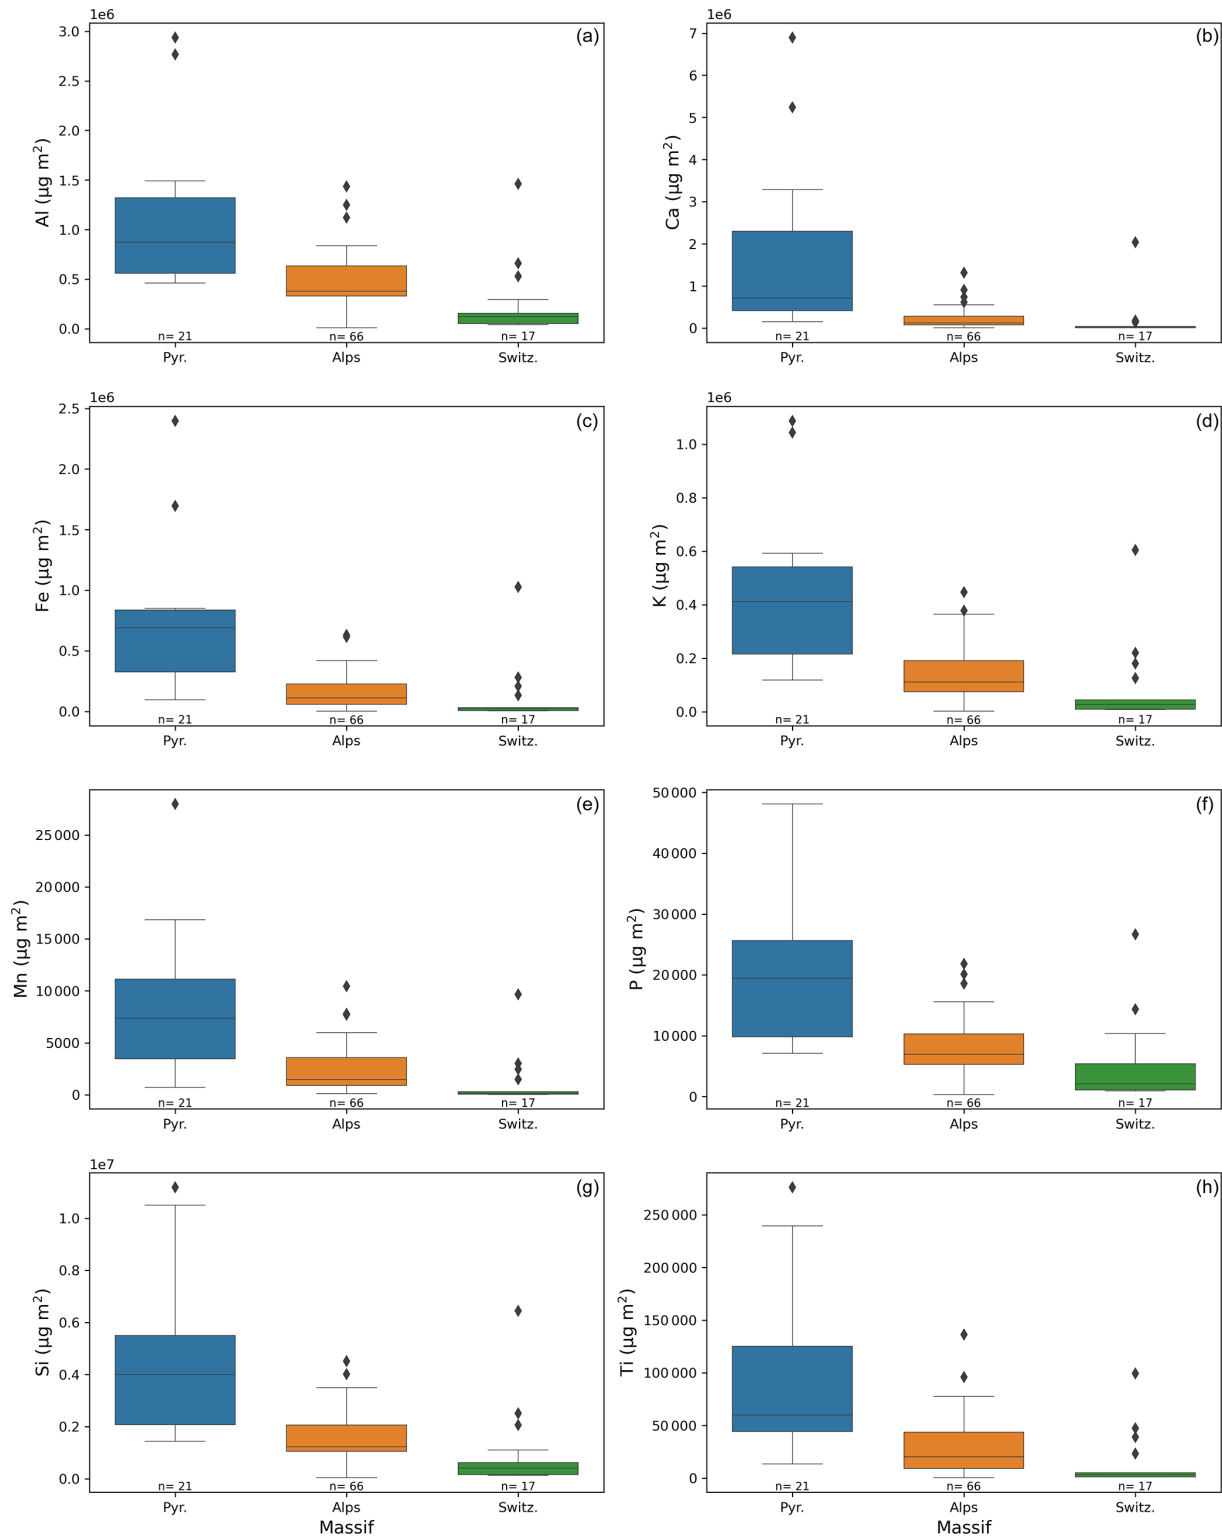 1e6
(a)
Al (µg m²)
3.0
2.5
2.0
1.5
1.0
0.5
0.0
n= 21
n= 66
n= 17
Pyr.
Alps
Switz.
1e6
(b)
Ca (µg m²)
7
6
5
4
3
2
1
0
n= 21
n= 66
n= 17
Pyr.
Alps
Switz.
(c)
Fe (µg m²)
2.5
2.0
1.5
1.0
0.5
0.0
n= 21
n= 66
n= 17
Pyr.
Alps
Switz.
1e6
(d)
K (µg m²)
1.0
0.8
0.6
0.4
0.2
0.0
n= 21
n= 66
n= 17
Pyr.
Alps
Switz.
1e6
(e)
Mn (µg m²)
25 000
20 000
15 000
10 000
5000
0
n= 21
n= 66
n= 17
Pyr.
Alps
Switz.
(f)
P (µg m²)
50 000
40 000
30 000
20 000
10 000
0
n= 21
n= 66
n= 17
Pyr.
Alps
Switz.
1e7
(g)
Si (µg m²)
1.0
0.8
0.6
0.4
0.2
0.0
n= 21
n= 66
n= 17
Pyr.
Alps
Switz.
Massif
(h)
Ti (µg m²)
250 000
200 000
150 000
100 000
50 000
0
n= 21
n= 66
n= 17
Pyr.
Alps
Switz.
Massif